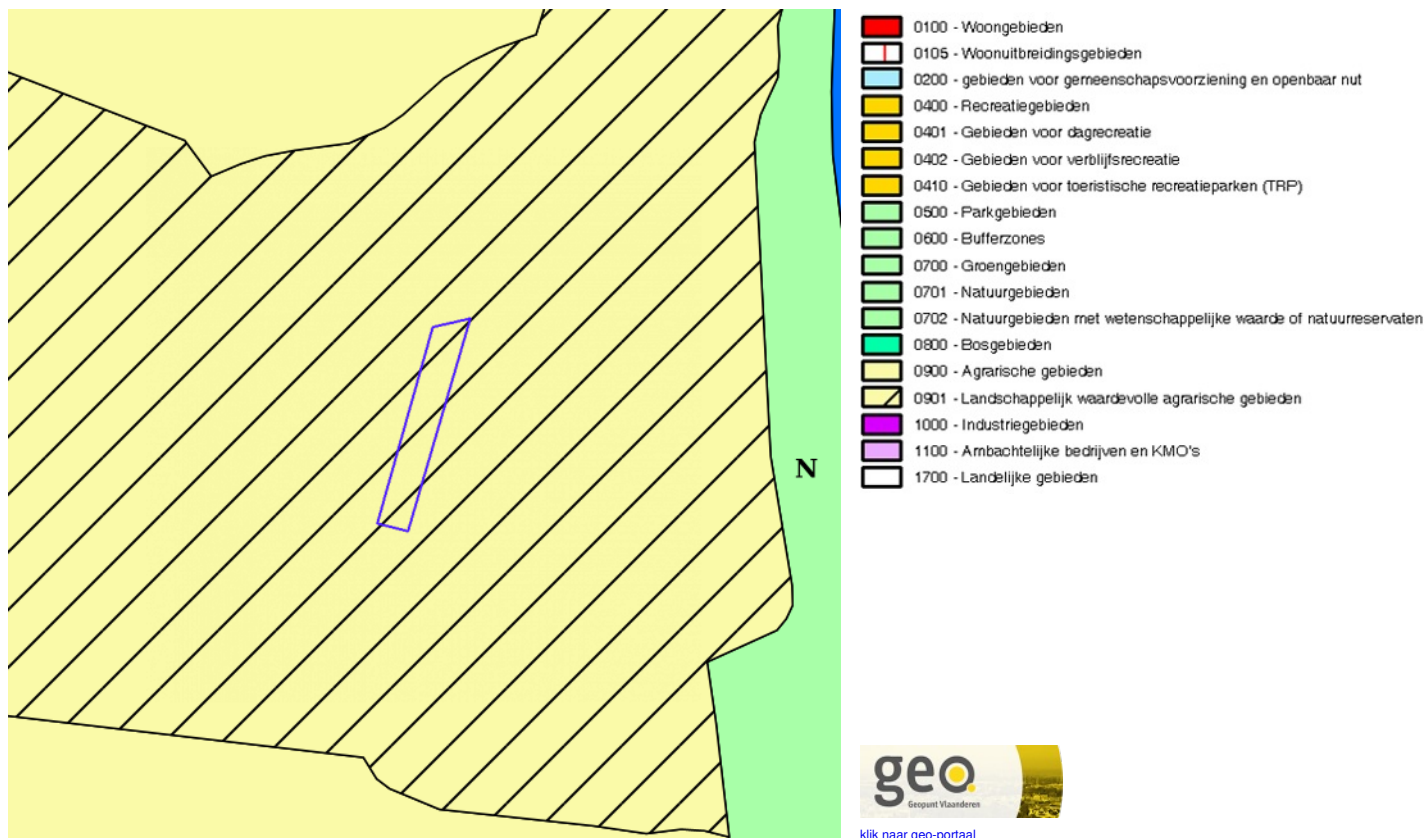 N
0100 - Woongebieden
0105 - Woonuitbreidingsgebieden
0200 - gebieden voor gemeenschapsvoorziening en openbaar nut
0400 - Recreatiegebieden
0401 - Gebieden voor dagrecreatie
0402 - Gebieden voor verblijfsrecreatie
0410 - Gebieden voor toeristische recreatieparken (TRP)
0500 - Parkgebieden
0600 - Bufferzones
0700 - Groengebieden
0701 - Natuurgebieden
0702 - Natuurgebieden met wetenschappelijke waarde of natuurreservaten
0800 - Bosgebieden
0900 - Agrarische gebieden
0901 - Landschappelijk waardevolle agrarische gebieden
1000 - Industriegebieden
1100 - Ambachtelijke bedrijven en KMO's
1700 - Landelijke gebieden
geo.
Geopunt Vlaanderen
klik naar geo-portaal